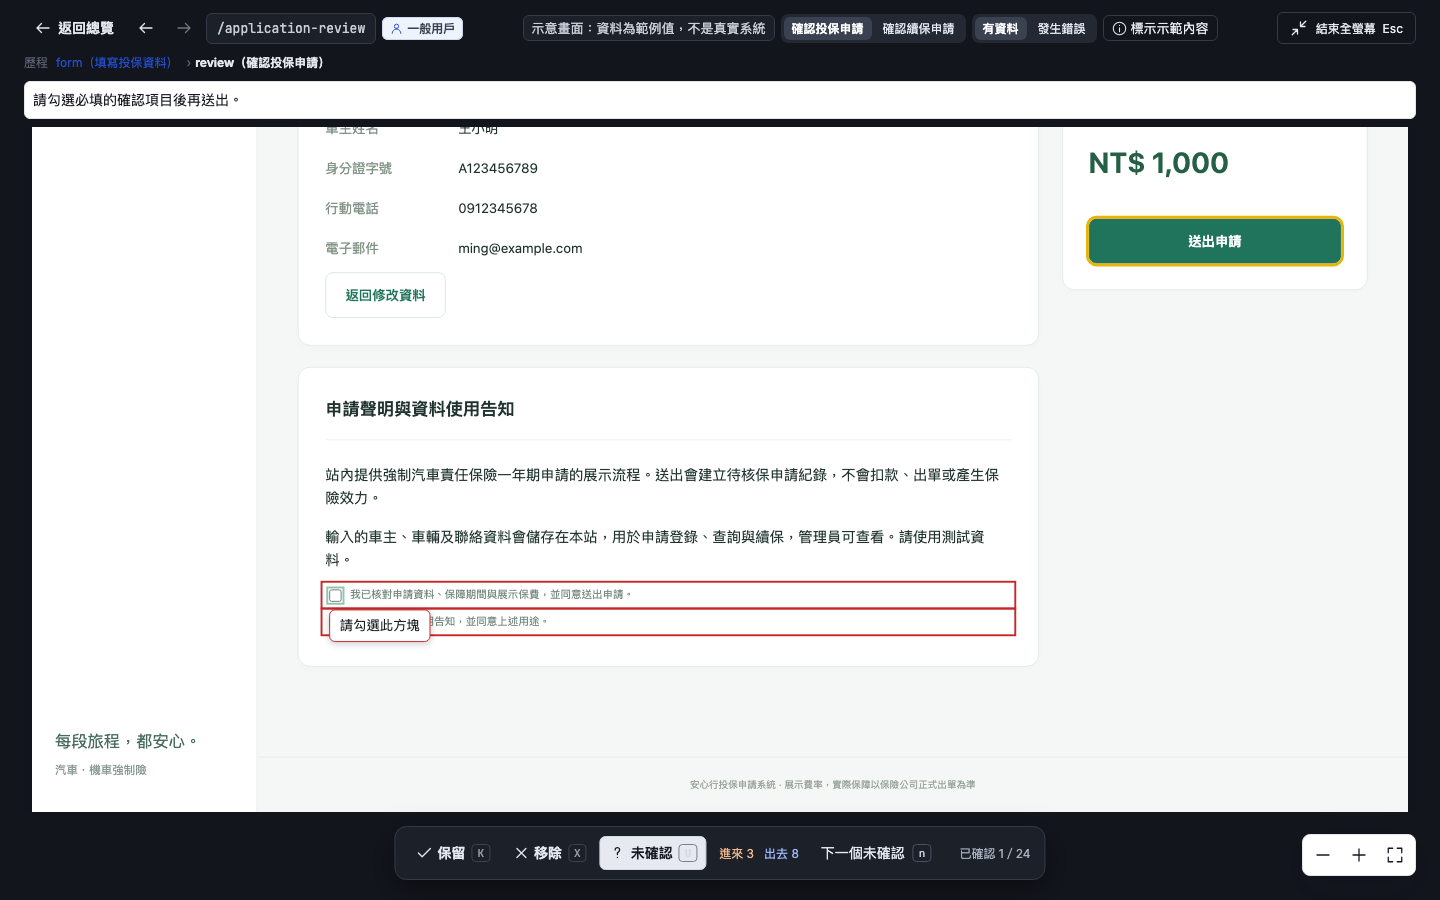 返回總覽
/application-review
一般用戶
示意畫面：資料為範例值，不是真實系統
確認投保申請
確認續保申請
有資料
發生錯誤
標示示範內容
結束全螢幕 Esc
歷程 form（填寫投保資料） › review（確認投保申請）
請勾選必填的確認項目後再送出。
車主姓名 王小明
身分證字號 A123456789
行動電話 0912345678
電子郵件 ming@example.com
返回修改資料
NT$ 1,000
送出申請
申請聲明與資料使用告知
站內提供強制汽車責任保險一年期申請的展示流程。送出會建立待核保申請紀錄，不會扣款、出單或產生保
險效力。
輸入的車主、車輛及聯絡資料會儲存在本站，用於申請登錄、查詢與續保，管理員可查看。請使用測試資
料。
我已核對申請資料、保障期間與展示保費，並同意送出申請。
請勾選此方塊
告知，並同意上述用途。
每段旅程，都安心。
汽車・機車強制險
安心行投保申請系統 · 展示費率，實際保障以保險公司正式出單為準
保留 K
移除 X
? 未確認 U
進來 3 出去 8
下一個未確認 n
已確認 1 / 24